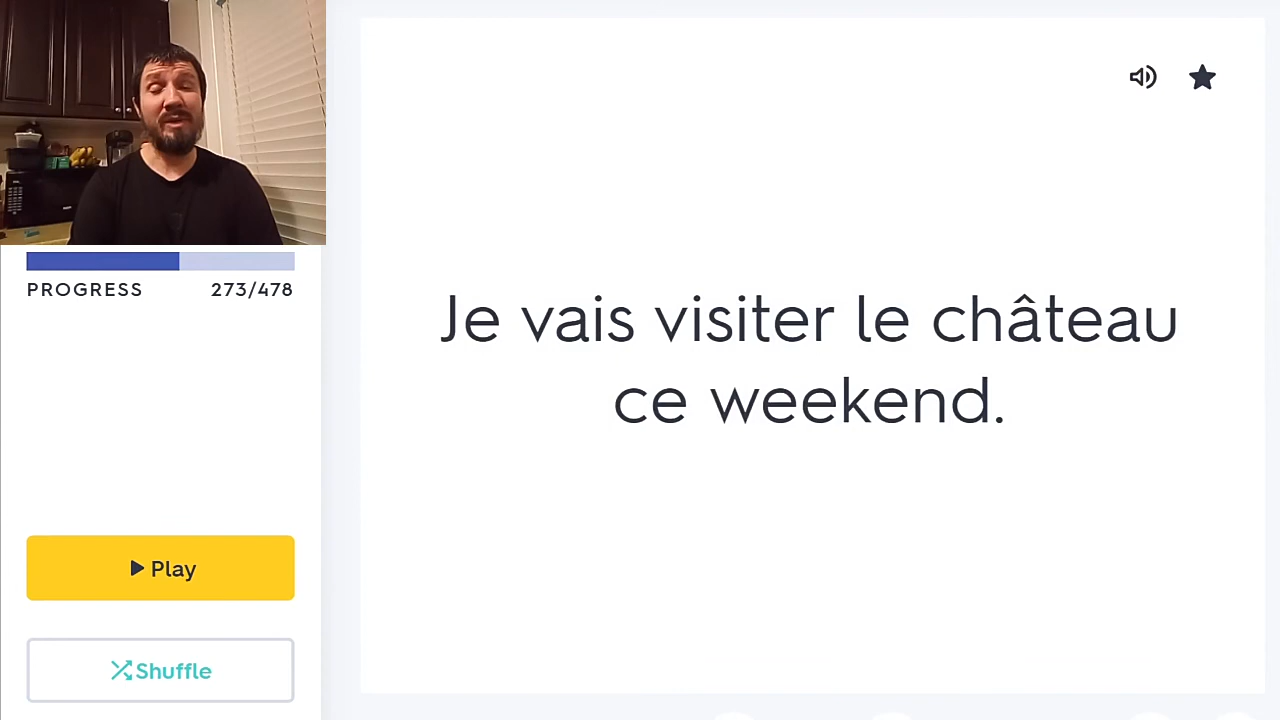 PROGRESS 273/478
Play
Shuffle
Je vais visiter le château
ce weekend.